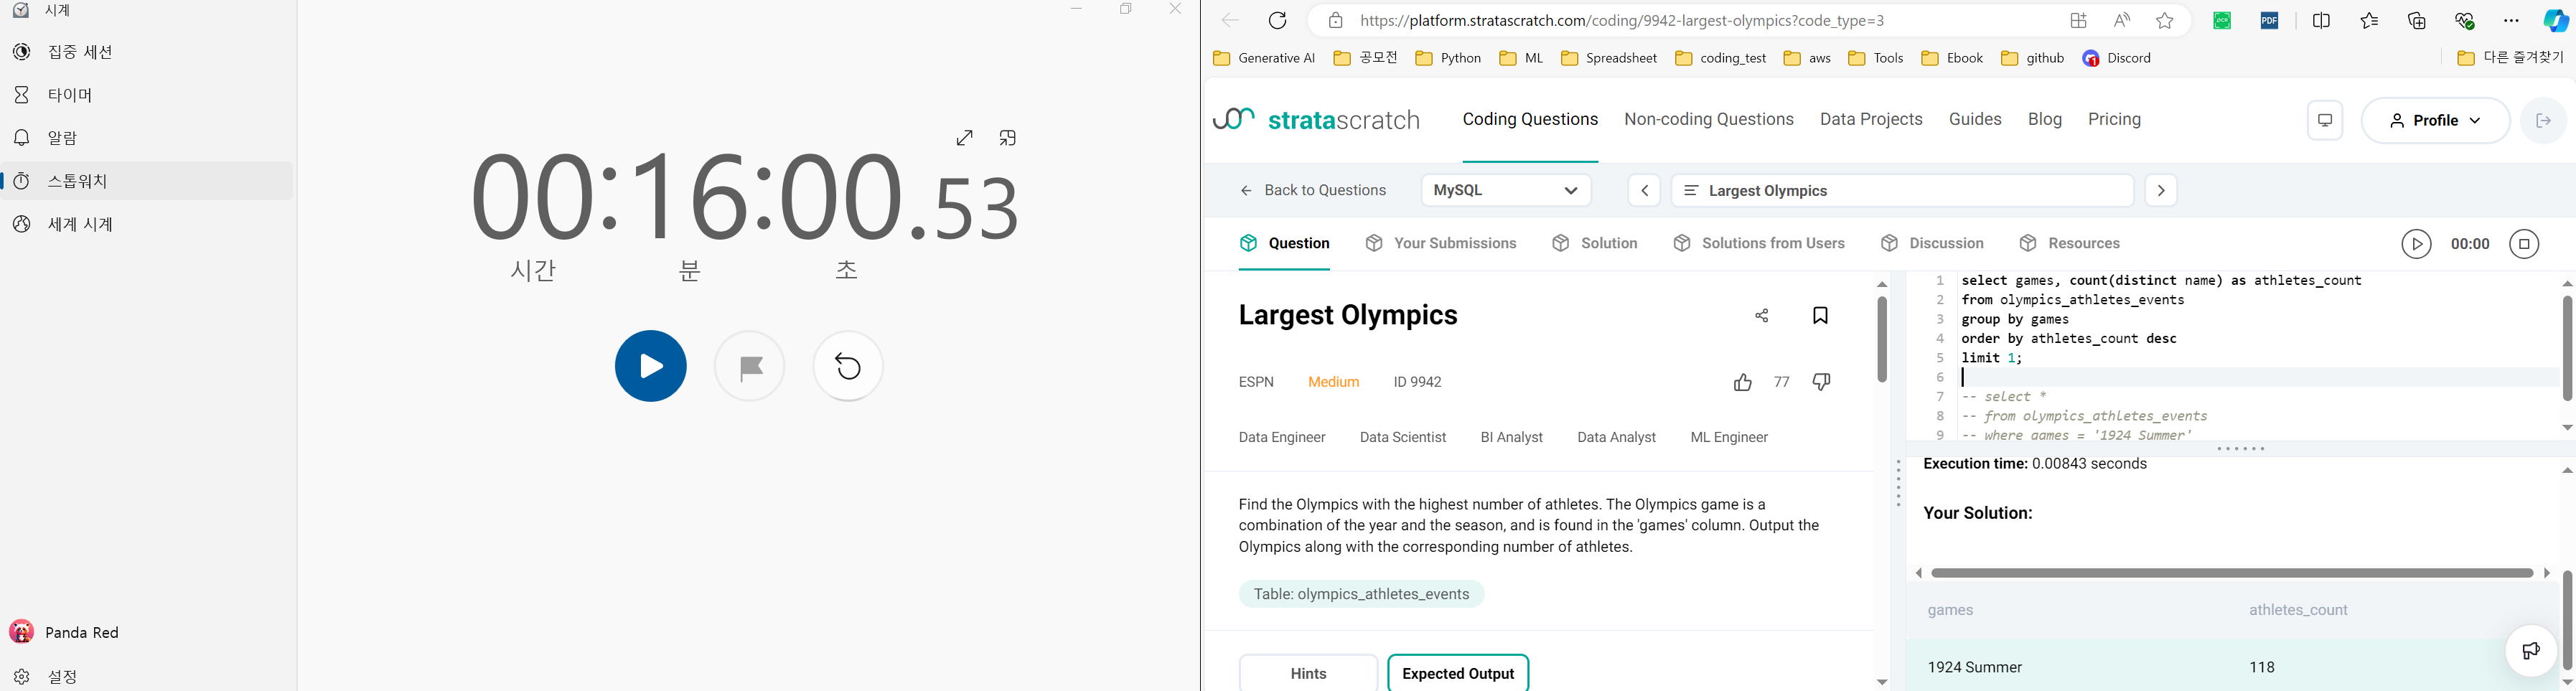 시계
집중 세션
타이머
알람
스톱워치
세계 시계
Panda Red
설정
00:16:00.53
시간 분 초
https://platform.stratascratch.com/coding/9942-largest-olympics?code_type=3
PDF
Generative AI 공모전 Python ML Spreadsheet coding_test aws Tools Ebook github 1 Discord 다른 즐겨찾기
stratascratch Coding Questions Non-coding Questions Data Projects Guides Blog Pricing Profile
Back to Questions MySQL Largest Olympics
Question Your Submissions Solution Solutions from Users Discussion Resources 00:00
Largest Olympics
ESPN Medium ID 9942 77
Data Engineer Data Scientist BI Analyst Data Analyst ML Engineer
Find the Olympics with the highest number of athletes. The Olympics game is a
combination of the year and the season, and is found in the 'games' column. Output the
Olympics along with the corresponding number of athletes.
Table: olympics_athletes_events
Hints Expected Output
1 select games, count(distinct name) as athletes_count
2 from olympics_athletes_events
3 group by games
4 order by athletes_count desc
5 limit 1;
6
7 -- select *
8 -- from olympics_athletes_events
9 -- where games = '1924 Summer'
Execution time: 0.00843 seconds
Your Solution:
games athletes_count
1924 Summer 118